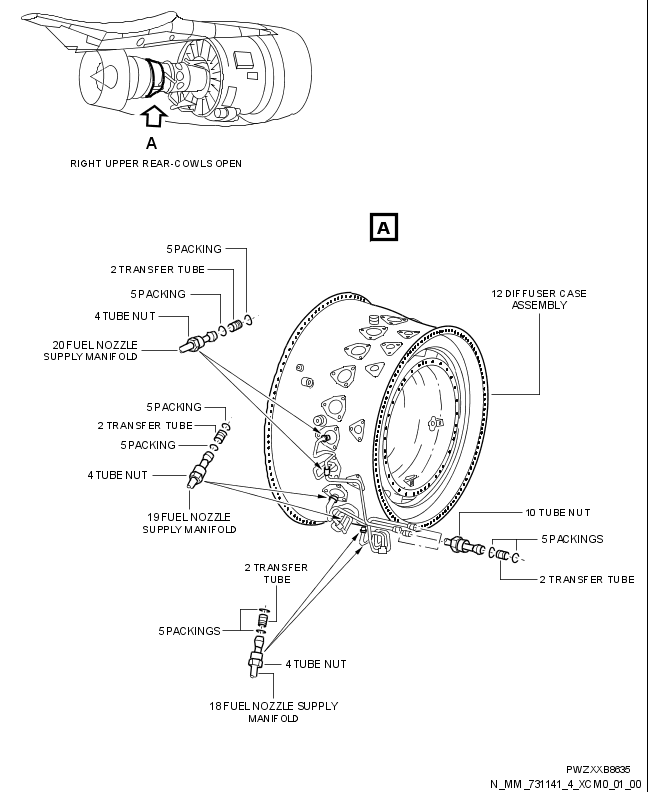 A
RIGHT UPPER REAR-COWLS OPEN
A
5 PACKING
2 TRANSFER TUBE
5 PACKING
4 TUBE NUT
20 FUEL NOZZLE
SUPPLY MANIFOLD
12 DIFFUSER CASE
ASSEMBLY
5 PACKING
2 TRANSFER TUBE
5 PACKING
4 TUBE NUT
19 FUEL NOZZLE
SUPPLY MANIFOLD
10 TUBE NUT
5 PACKINGS
2 TRANSFER TUBE
2 TRANSFER
TUBE
5 PACKINGS
4 TUBE NUT
18 FUEL NOZZLE SUPPLY
MANIFOLD
PWZXXB8635
N_MM_731141_4_XCM0_01_00